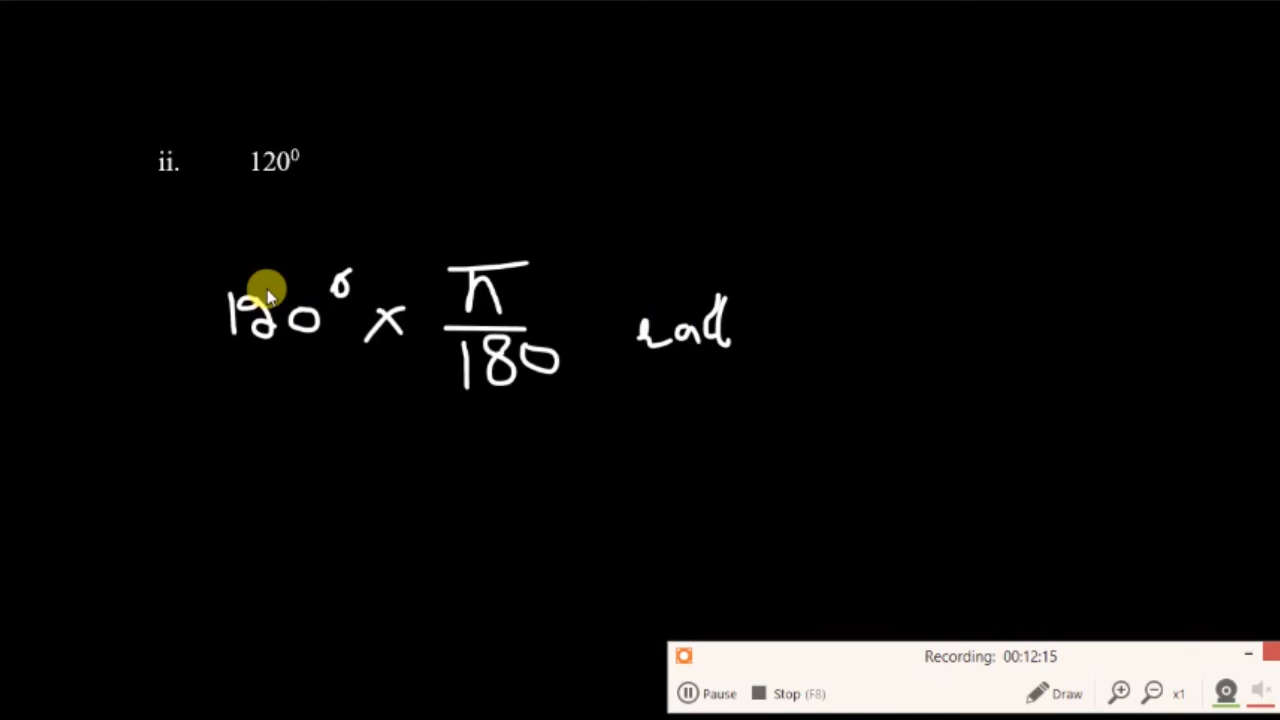 ii. 120⁰
120° × π/180 rad
Recording: 00:12:15
Pause Stop (F8) Draw x1